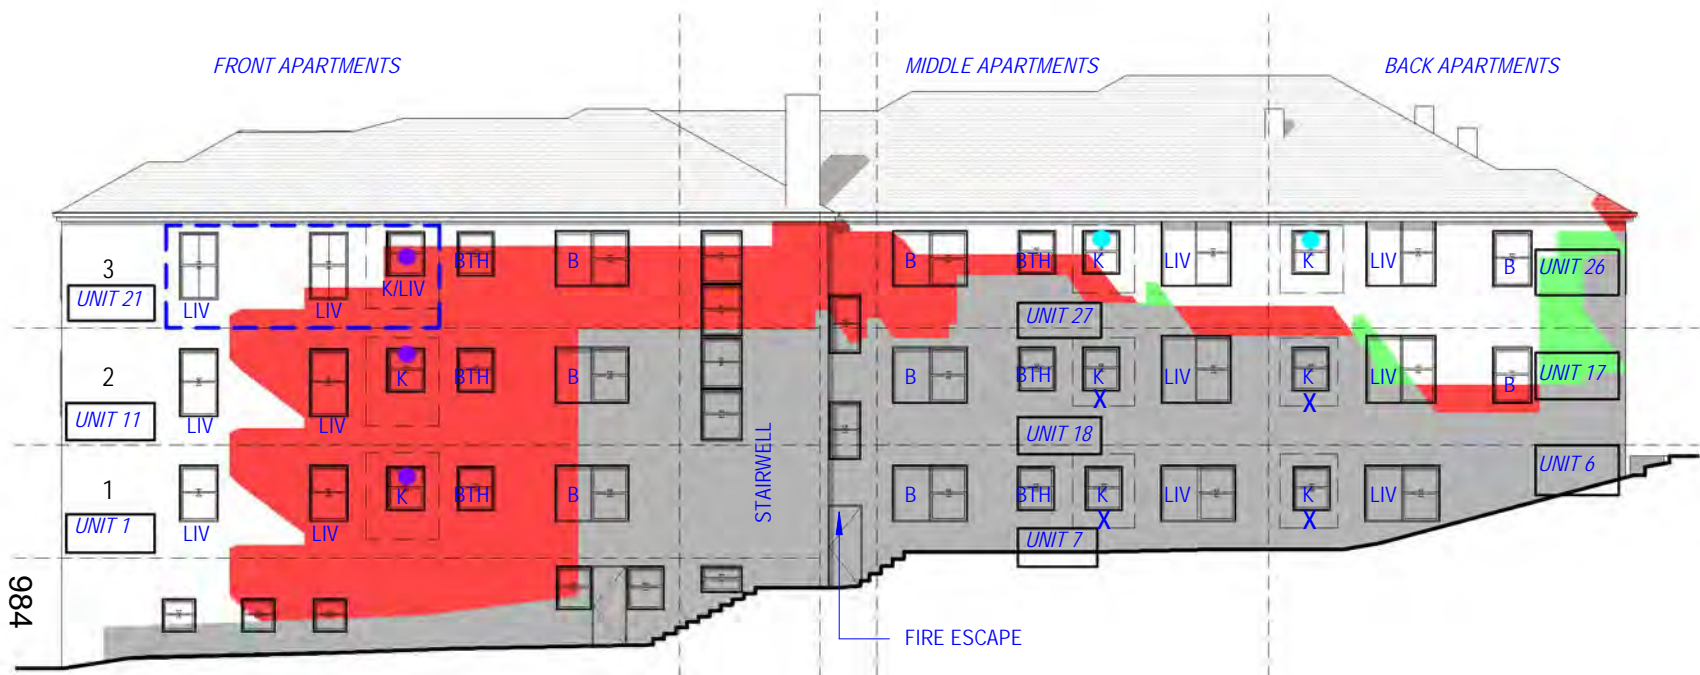 FRONT APARTMENTS MIDDLE APARTMENTS BACK APARTMENTS
3 BTH B B BTH K LIV K LIV B UNIT 26
UNIT 21 LIV LIV K/LIV UNIT 27
2 K BTH B B BTH K LIV K LIV B UNIT 17
UNIT 11 LIV LIV X X
STAIRWELL UNIT 18
1 K BTH B B BTH K LIV K LIV UNIT 6
UNIT 1 LIV LIV X X
UNIT 7
984
FIRE ESCAPE